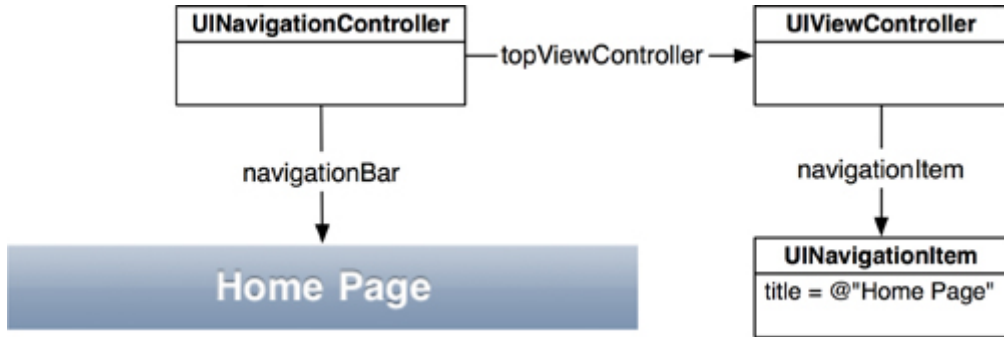 UINavigationController
UIViewController
topViewController
navigationBar
navigationItem
Home Page
UINavigationItem
title = @"Home Page"